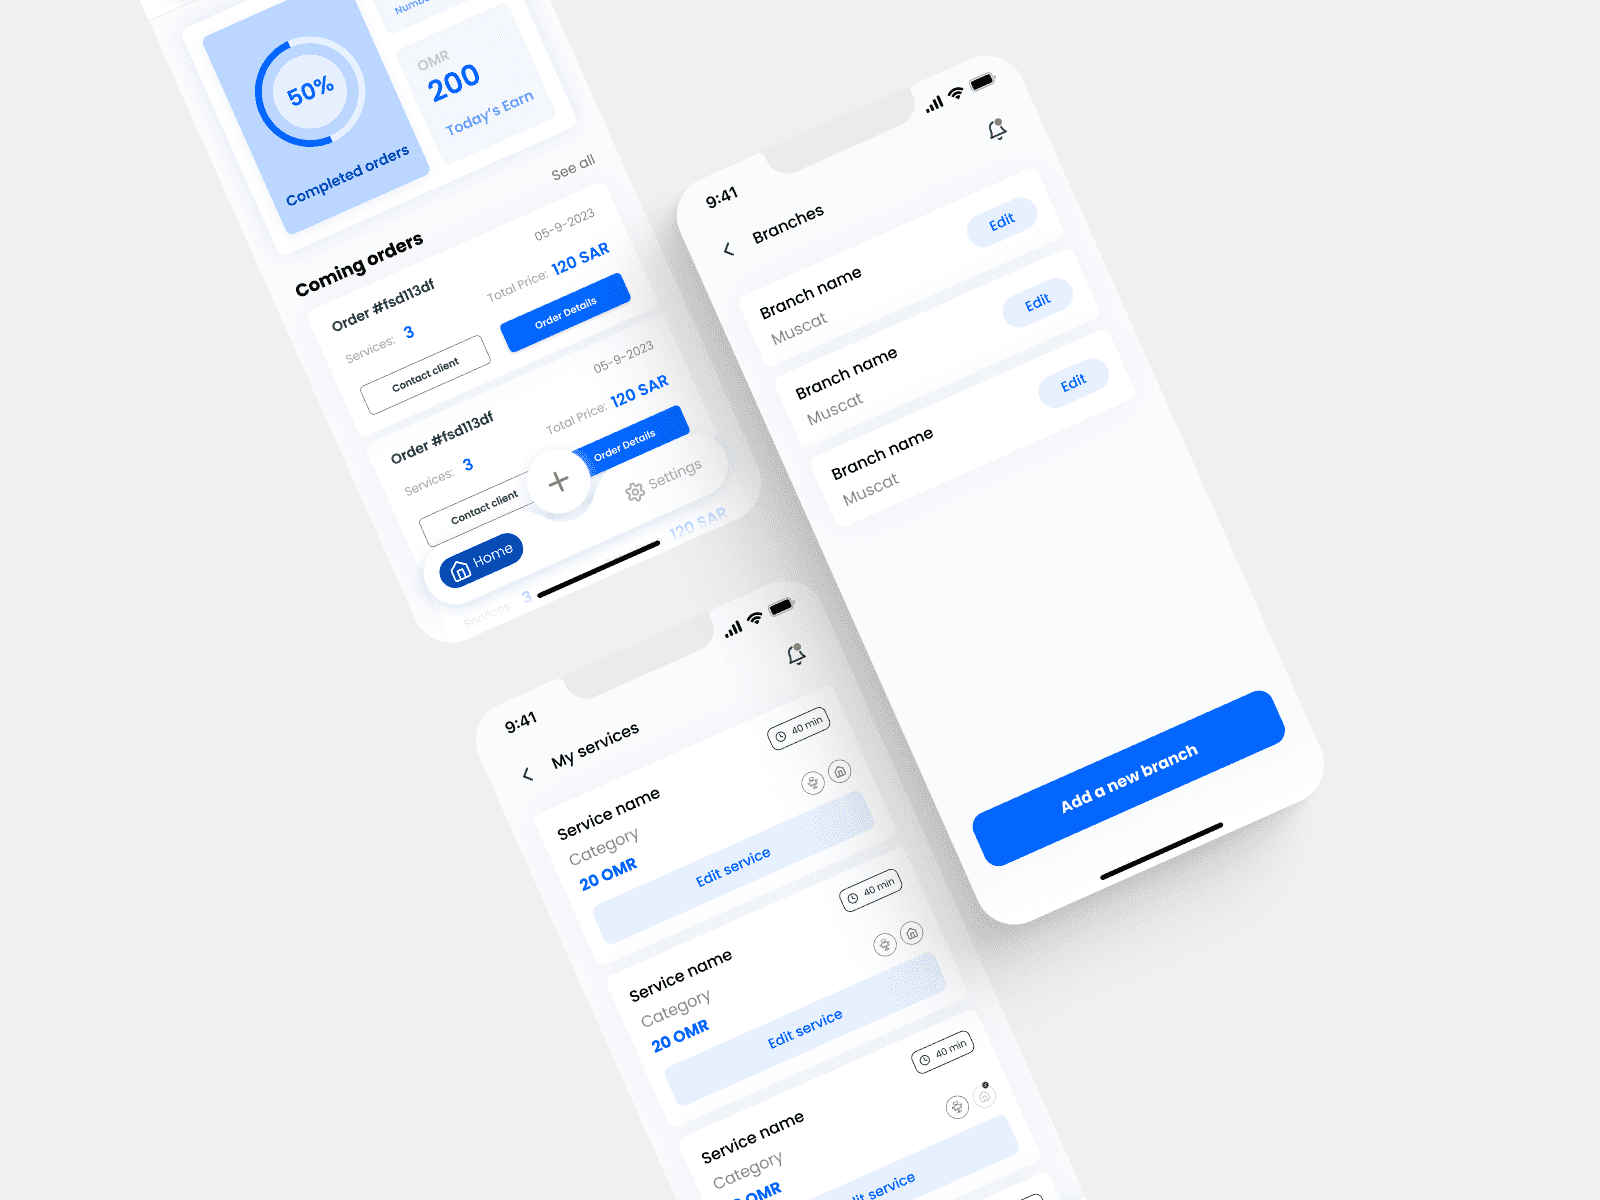 50%
Completed orders
OMR
200
Today's Earn
See all
Coming orders
05-9-2023
Order #fsd113df
Total Price: 120 SAR
Services: 3
Contact client
Order Details
05-9-2023
Order #fsd113df
Total Price: 120 SAR
Services: 3
Contact client
Order Details
Settings
Home
120 SAR
Services: 3
9:41
Branches
Branch name
Muscat
Edit
Branch name
Muscat
Edit
Branch name
Muscat
Edit
Add a new branch
9:41
My services
40 min
Service name
Category
20 OMR
Edit service
40 min
Service name
Category
20 OMR
Edit service
40 min
Service name
Category
OMR
service